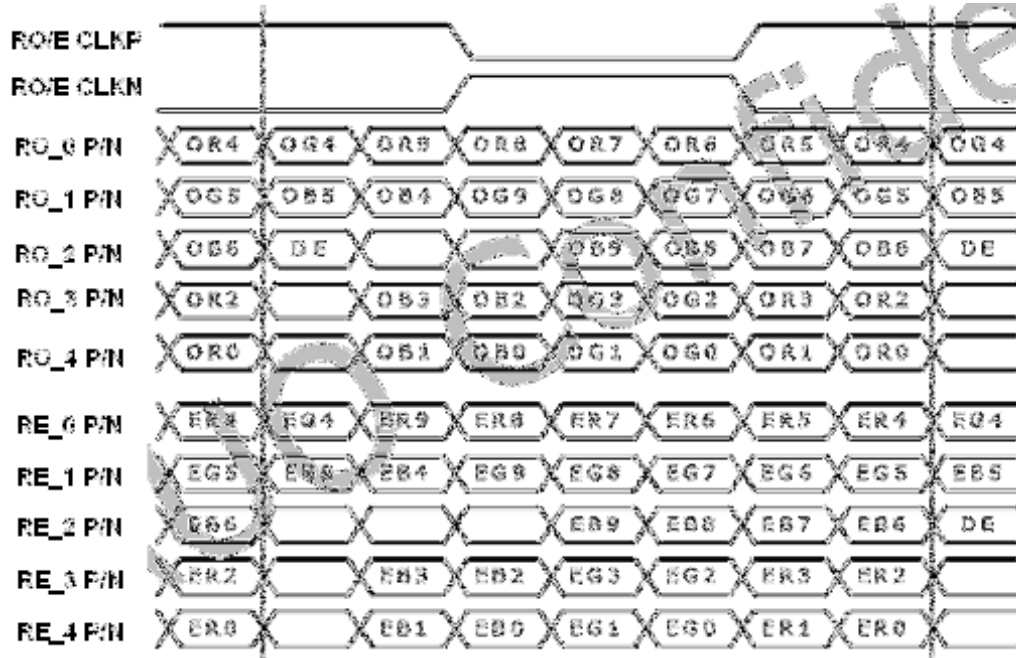 RO/E CLKP
RO/E CLKN
RO_0 P/N OR4 OG4 OR9 OR8 OR7 OR6 OR5 OR4 OG4
RO_1 P/N OG5 OB5 OB4 OG9 OG8 OG7 OG6 OG5 OB5
RO_2 P/N OB6 DE OB9 OB8 OB7 OB6 DE
RO_3 P/N OR2 OB3 OB2 OG3 OG2 OR3 OR2
RO_4 P/N OR0 OB1 OB0 OG1 OG0 OR1 OR0
RE_0 P/N EG4 ER9 ER8 ER7 ER6 ER5 ER4 EG4
RE_1 P/N EG5 EB5 EB4 EG9 EG8 EG7 EG6 EG5 EB5
RE_2 P/N EB6 EB9 EB8 EB7 EB6 DE
RE_3 P/N ER2 EB3 EB2 EG3 EG2 ER3 ER2
RE_4 P/N ER0 EB1 EB0 EG1 EG0 ER1 ER0